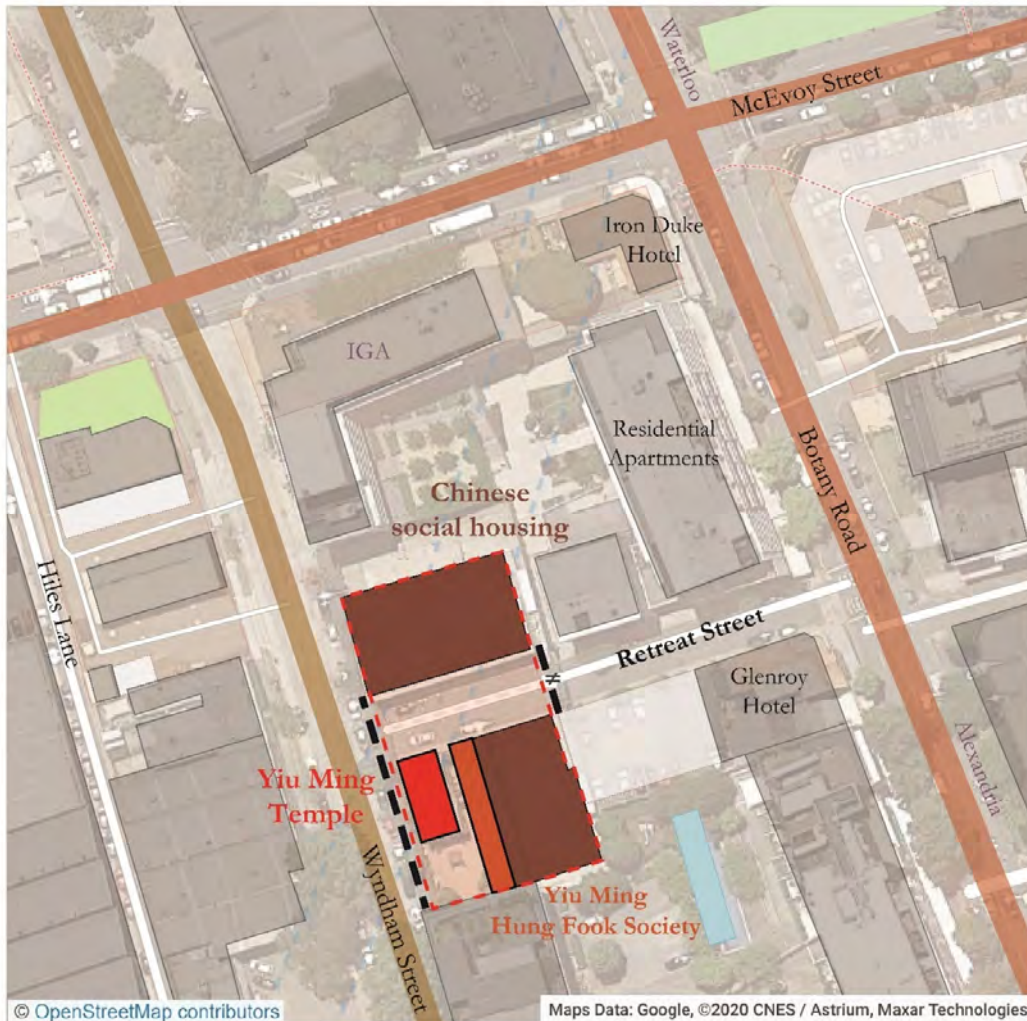 Waterloo
McEvoy Street
Iron Duke
Hotel
IGA
Residential
Apartments
Botany Road
Chinese
social housing
Hiles Lane
Retreat Street
Glenroy
Hotel
Alexandria
Yiu Ming
Temple
Wyndham Street
Yiu Ming
Hung Fook Society
≠
© OpenStreetMap contributors
Maps Data: Google, ©2020 CNES / Astrium, Maxar Technologies